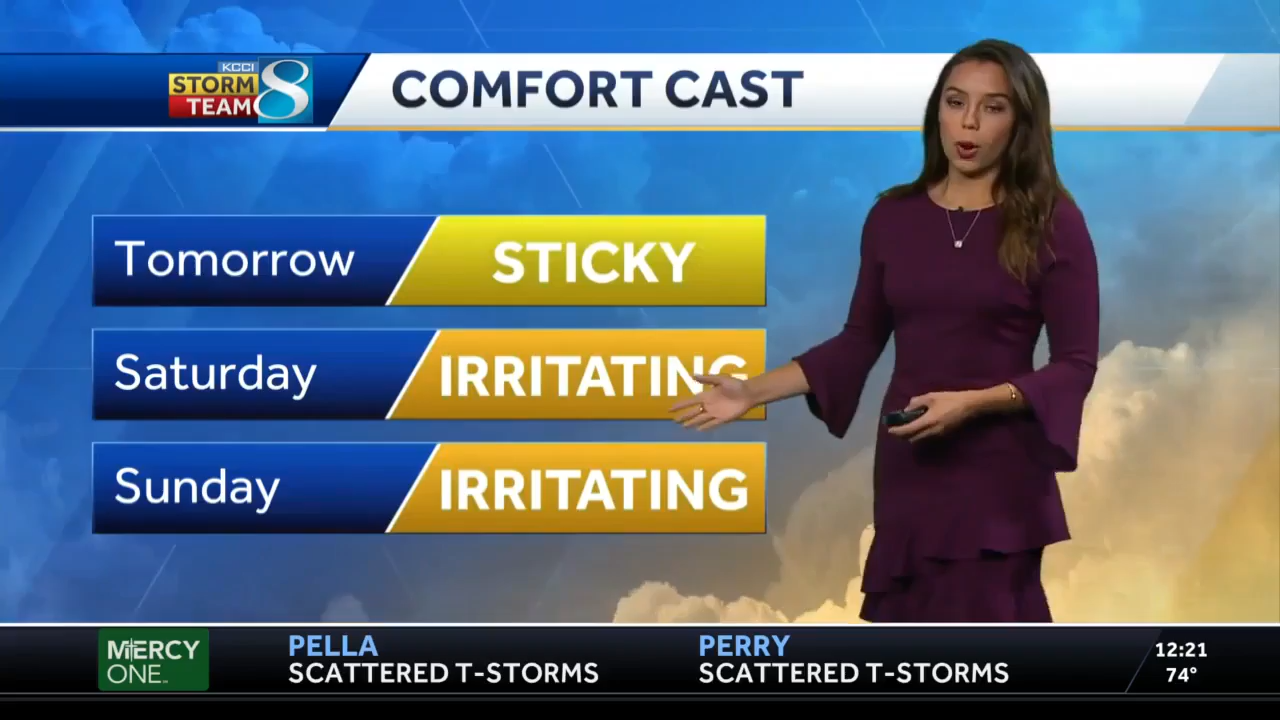 KCCI
STORM
TEAM 8
COMFORT CAST
Tomorrow
STICKY
Saturday
IRRITATING
Sunday
IRRITATING
MERCY
ONE
PELLA
SCATTERED T-STORMS
PERRY
SCATTERED T-STORMS
12:21
74°